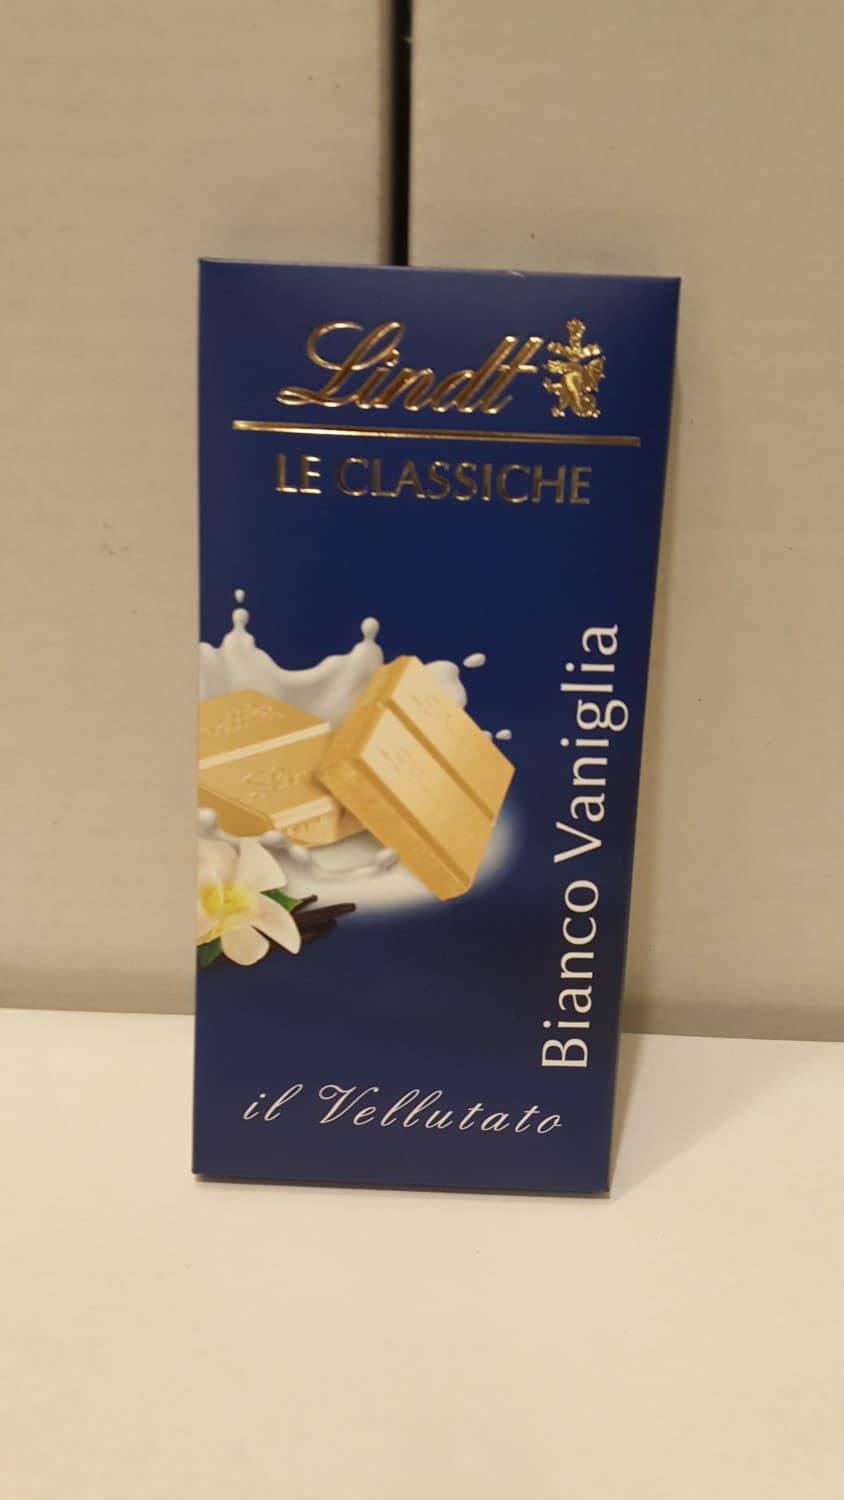 Lindt
LE CLASSICHE
Bianco Vaniglia
il Vellutato